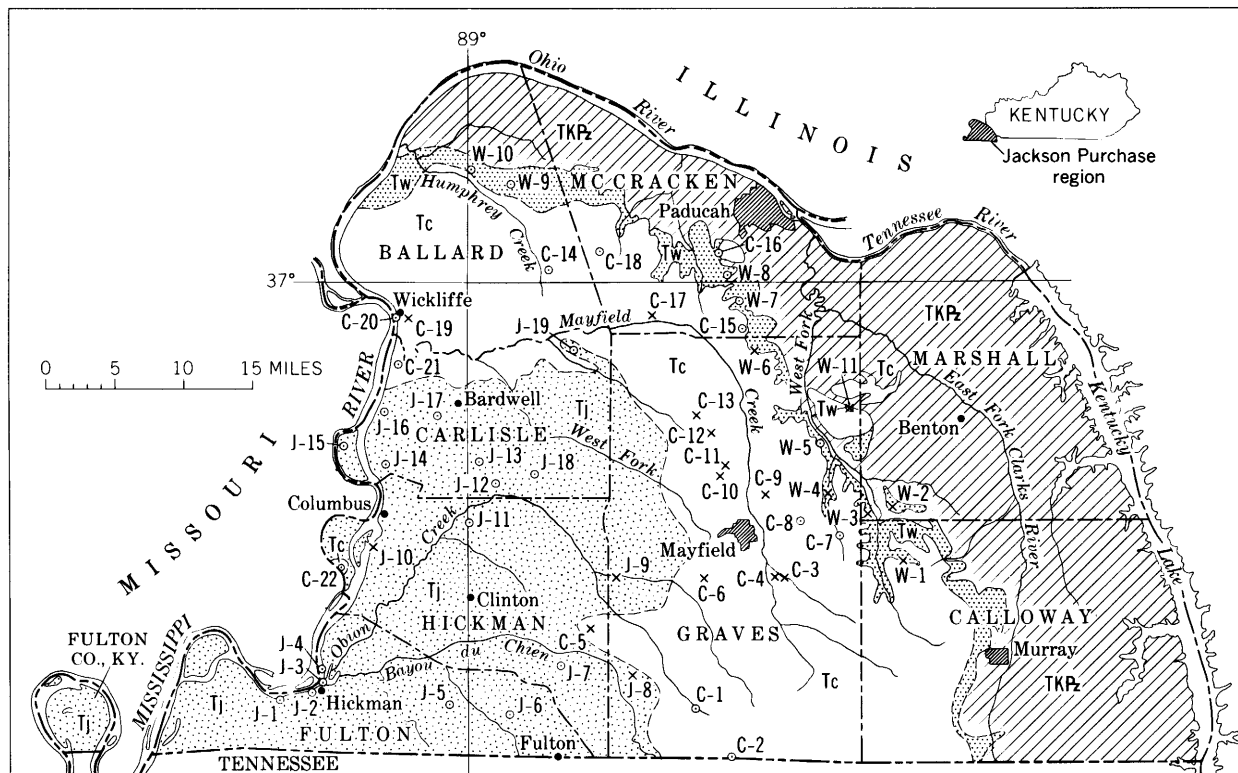 89°
Ohio
River
ILLINOIS
KENTUCKY
Jackson Purchase
region
TKPz
W-10
W-9
MCCRACKEN
Tw
Humphrey
Creek
Paducah
Tennessee
River
Tc
BALLARD
C-14
C-18
Tw
C-16
W-8
37°
Wickliffe
C-20
C-19
C-17
W-7
C-15
J-19
Mayfield
Creek
TKPz
MARSHALL
0 5 10 15 MILES
C-21
Tc
W-6
West Fork
W-11
Tc
East Fork Clarks
River
Kentucky
Lake
RIVER
J-17
Bardwell
Tj
C-13
Tw
Benton
J-16
CARLISLE
West Fork
C-12
W-5
J-15
J-14
J-13
J-18
C-11
J-12
C-10
C-9
W-4
W-2
MISSOURI
Columbus
Creek
J-11
C-8
W-3
Tc
J-10
Mayfield
C-7
Tw
C-22
Tj
J-9
C-6
C-4
C-3
W-1
Clinton
HICKMAN
GRAVES
CALLOWAY
FULTON
CO., KY.
MISSISSIPPI
J-4
J-3
Obion
Bayou du Chien
C-5
J-7
J-8
Tc
Murray
TKPz
Tj
Tj
J-1
J-2
Hickman
J-5
J-6
C-1
FULTON
Fulton
C-2
TENNESSEE